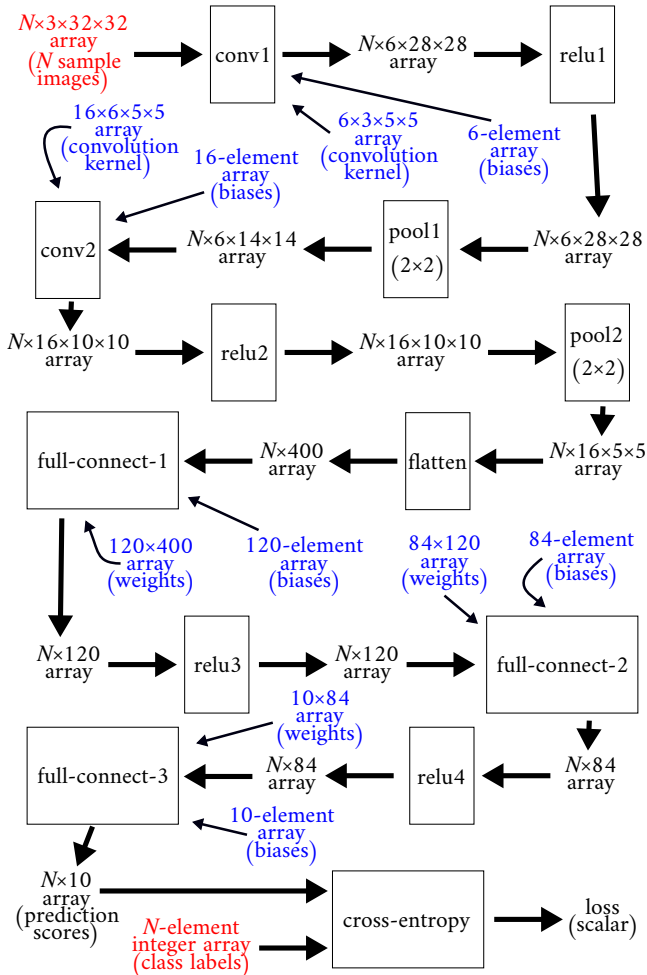 N×3×32×32
array
(N sample
images)
conv1
N×6×28×28
array
relu1
16×6×5×5
array
(convolution
kernel)
16-element
array
(biases)
6×3×5×5
array
(convolution
kernel)
6-element
array
(biases)
conv2
N×6×14×14
array
pool1
(2×2)
N×6×28×28
array
N×16×10×10
array
relu2
N×16×10×10
array
pool2
(2×2)
full-connect-1
N×400
array
flatten
N×16×5×5
array
120×400
array
(weights)
120-element
array
(biases)
84×120
array
(weights)
84-element
array
(biases)
N×120
array
relu3
N×120
array
full-connect-2
10×84
array
(weights)
full-connect-3
N×84
array
relu4
N×84
array
10-element
array
(biases)
N×10
array
(prediction
scores)
cross-entropy
loss
(scalar)
N-element
integer array
(class labels)